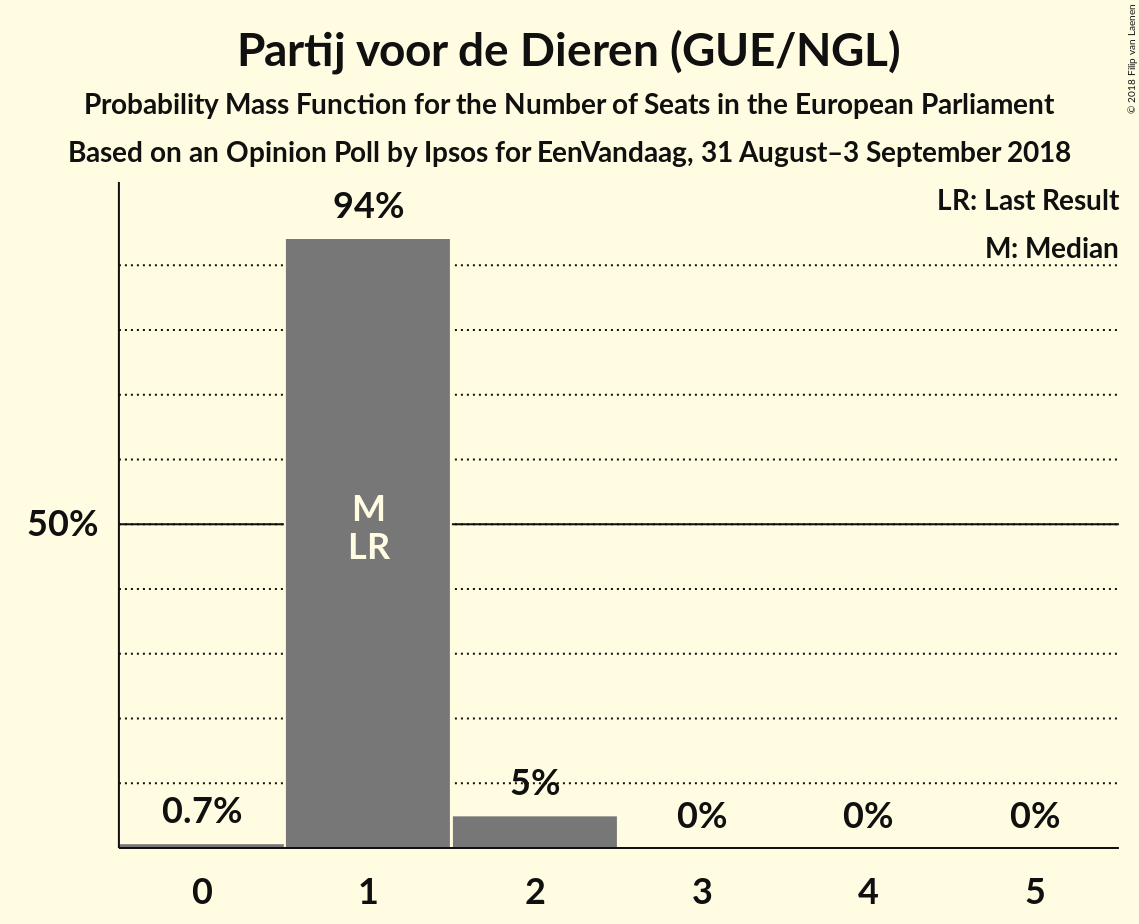 Partij voor de Dieren (GUE/NGL)
Probability Mass Function for the Number of Seats in the European Parliament
Based on an Opinion Poll by Ipsos for EenVandaag, 31 August–3 September 2018
© 2018 Filip van Laenen
LR: Last Result
M: Median
94%
50%
M
LR
0.7%
5%
0%
0%
0%
0
1
2
3
4
5